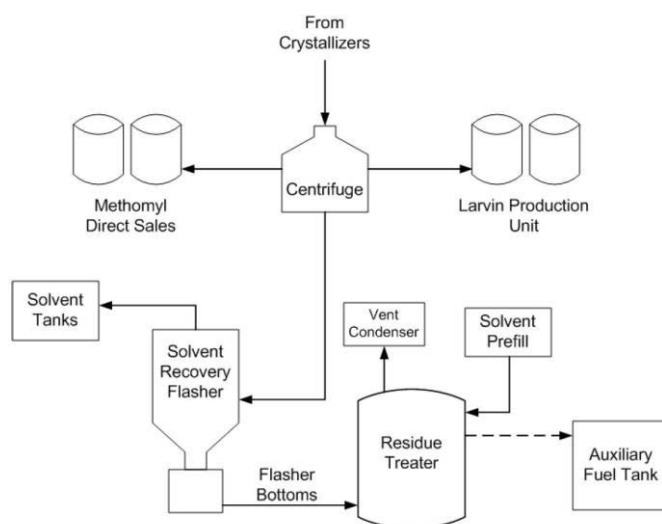 From
Crystallizers
Centrifuge
Methomyl
Direct Sales
Larvin Production
Unit
Solvent
Tanks
Solvent
Recovery
Flasher
Vent
Condenser
Solvent
Prefill
Residue
Treater
Auxiliary
Fuel Tank
Flasher
Bottoms